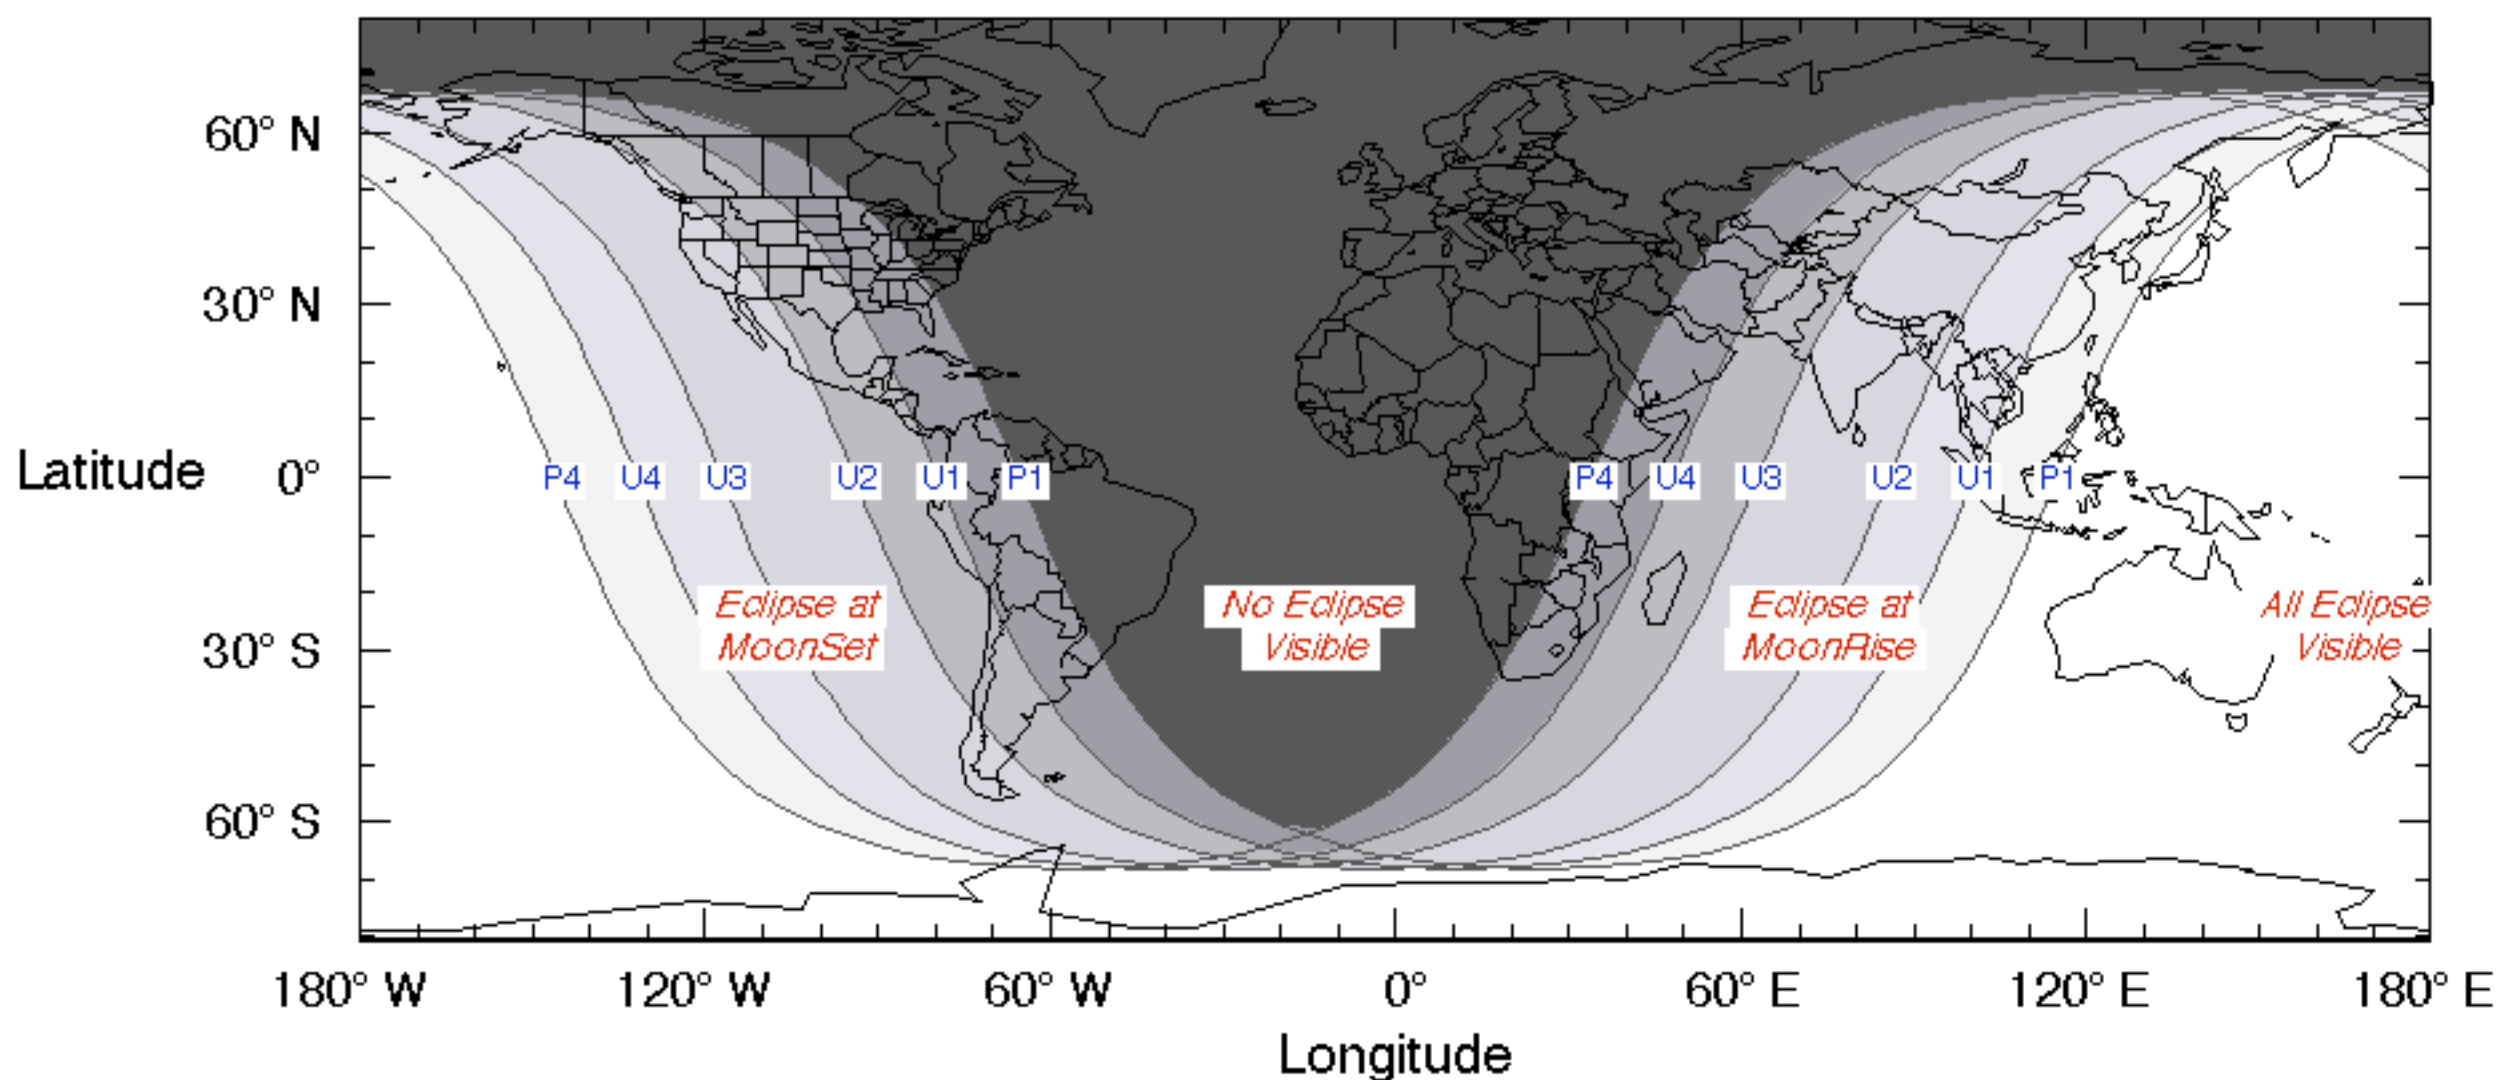 60° N
30° N
Latitude 0°
P4 U4 U3 U2 U1 P1 P4 U4 U3 U2 U1 P1
Eclipse at No Eclipse Eclipse at All Eclipse
MoonSet Visible MoonRise Visible
30° S
60° S
180° W 120° W 60° W 0° 60° E 120° E 180° E
Longitude